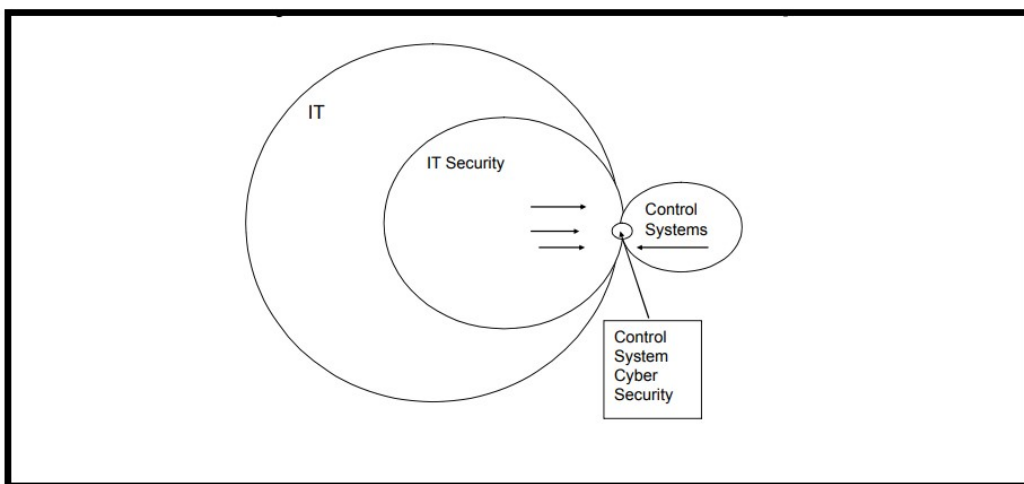 IT
IT Security
Control
Systems
Control
System
Cyber
Security